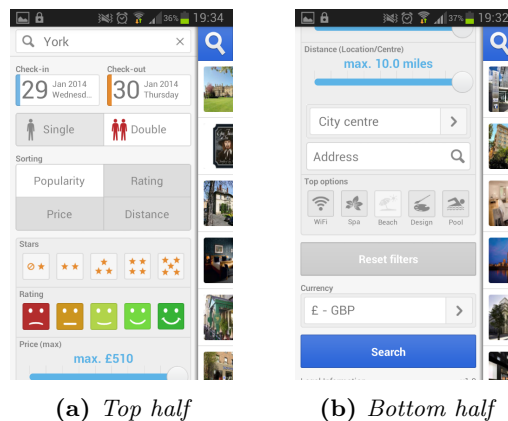 36% 19:34
York ×
Check-in Check-out
29 Jan 2014 Wednesd... 30 Jan 2014 Thursday
Single Double
Sorting
Popularity Rating
Price Distance
Stars
Rating
Price (max)
max. £510
(a) Top half
37% 19:32
Distance (Location/Centre)
max. 10.0 miles
City centre >
Address
Top options
WiFi Spa Beach Design Pool
Reset filters
Currency
£ - GBP >
Search
(b) Bottom half